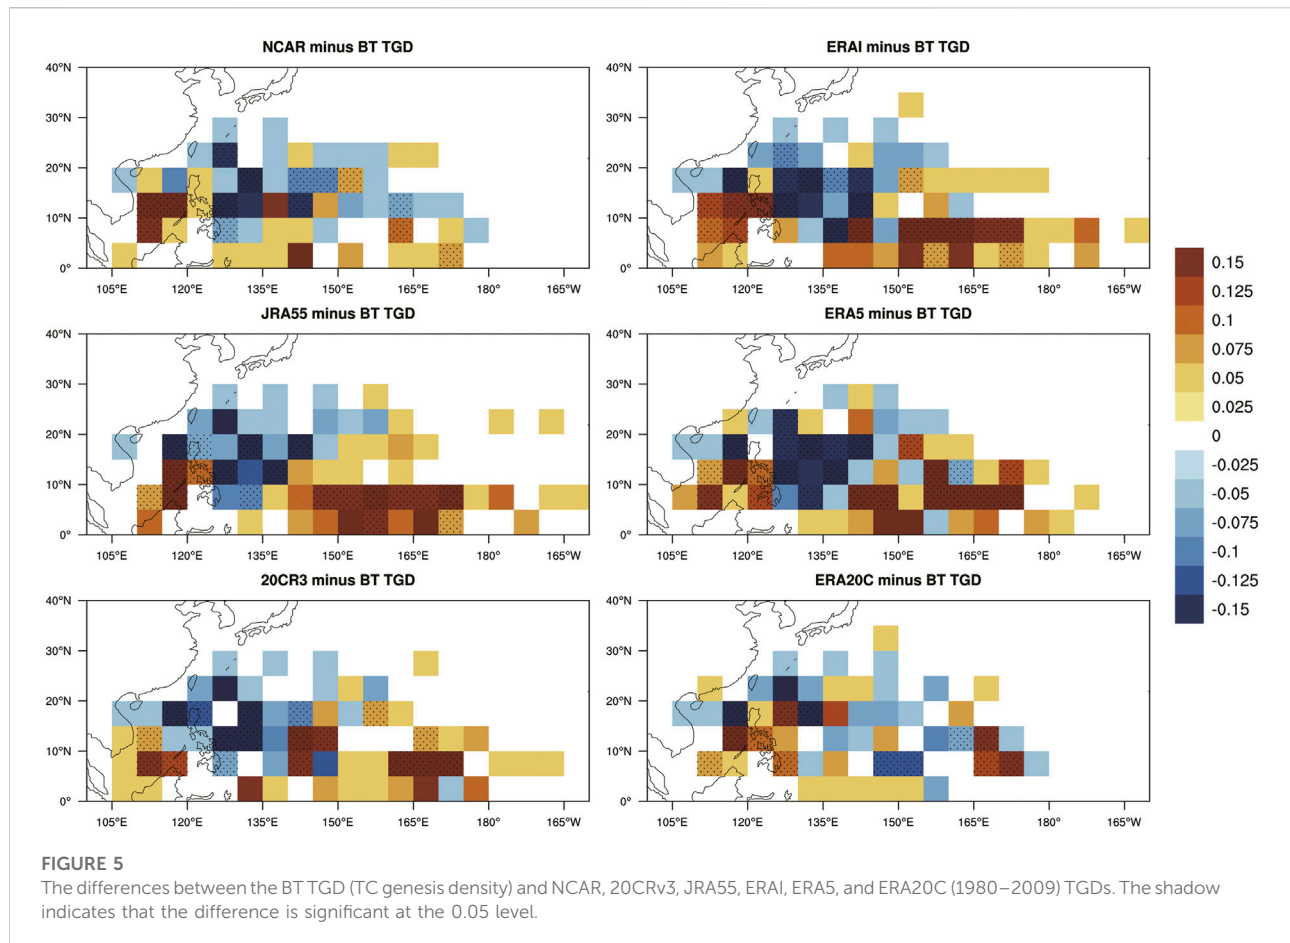 NCAR minus BT TGD
ERAI minus BT TGD
40°N
30°N
20°N
10°N
0°
105°E 120°E 135°E 150°E 165°E 180° 165°W
40°N
30°N
20°N
10°N
0°
105°E 120°E 135°E 150°E 165°E 180° 165°W
JRA55 minus BT TGD
ERA5 minus BT TGD
40°N
30°N
20°N
10°N
0°
105°E 120°E 135°E 150°E 165°E 180° 165°W
40°N
30°N
20°N
10°N
0°
105°E 120°E 135°E 150°E 165°E 180° 165°W
20CR3 minus BT TGD
ERA20C minus BT TGD
40°N
30°N
20°N
10°N
0°
105°E 120°E 135°E 150°E 165°E 180° 165°W
40°N
30°N
20°N
10°N
0°
105°E 120°E 135°E 150°E 165°E 180° 165°W
0.15
0.125
0.1
0.075
0.05
0.025
0
-0.025
-0.05
-0.075
-0.1
-0.125
-0.15
FIGURE 5
The differences between the BT TGD (TC genesis density) and NCAR, 20CRv3, JRA55, ERAI, ERA5, and ERA20C (1980–2009) TGDs. The shadow
indicates that the difference is significant at the 0.05 level.